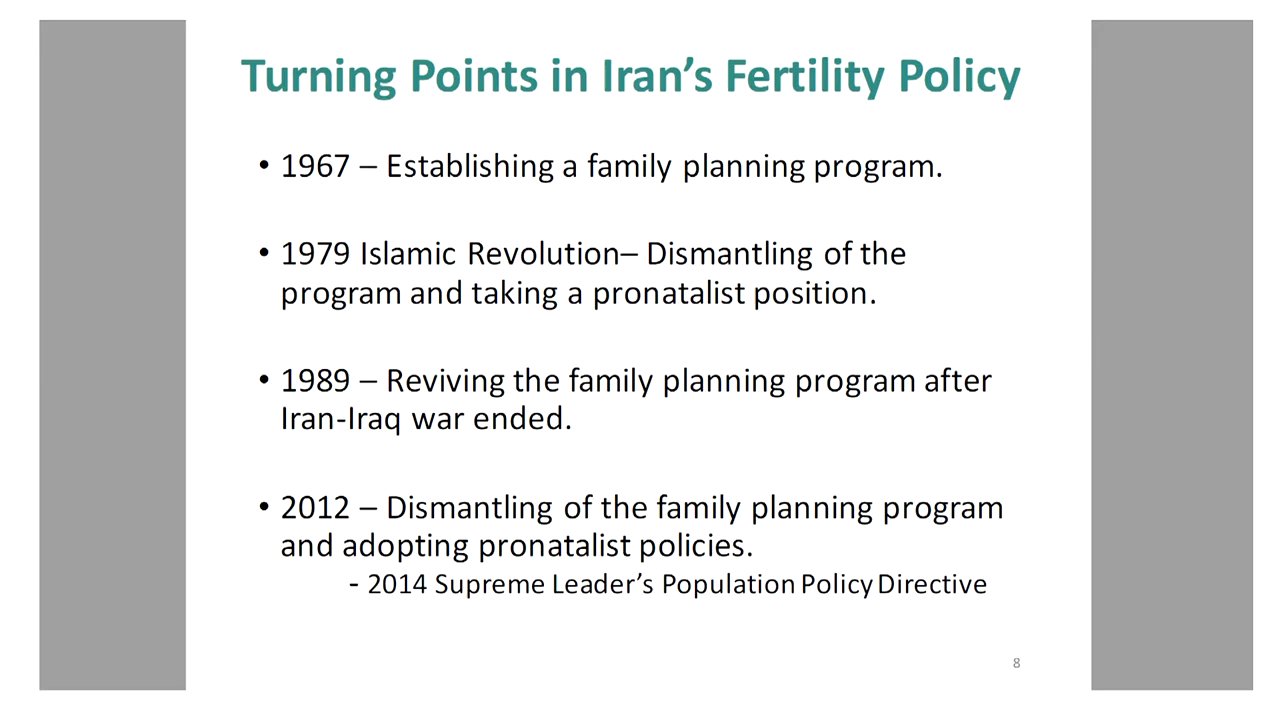 Turning Points in Iran’s Fertility Policy
• 1967 – Establishing a family planning program.
• 1979 Islamic Revolution– Dismantling of the
program and taking a pronatalist position.
• 1989 – Reviving the family planning program after
Iran-Iraq war ended.
• 2012 – Dismantling of the family planning program
and adopting pronatalist policies.
- 2014 Supreme Leader’s Population Policy Directive
8